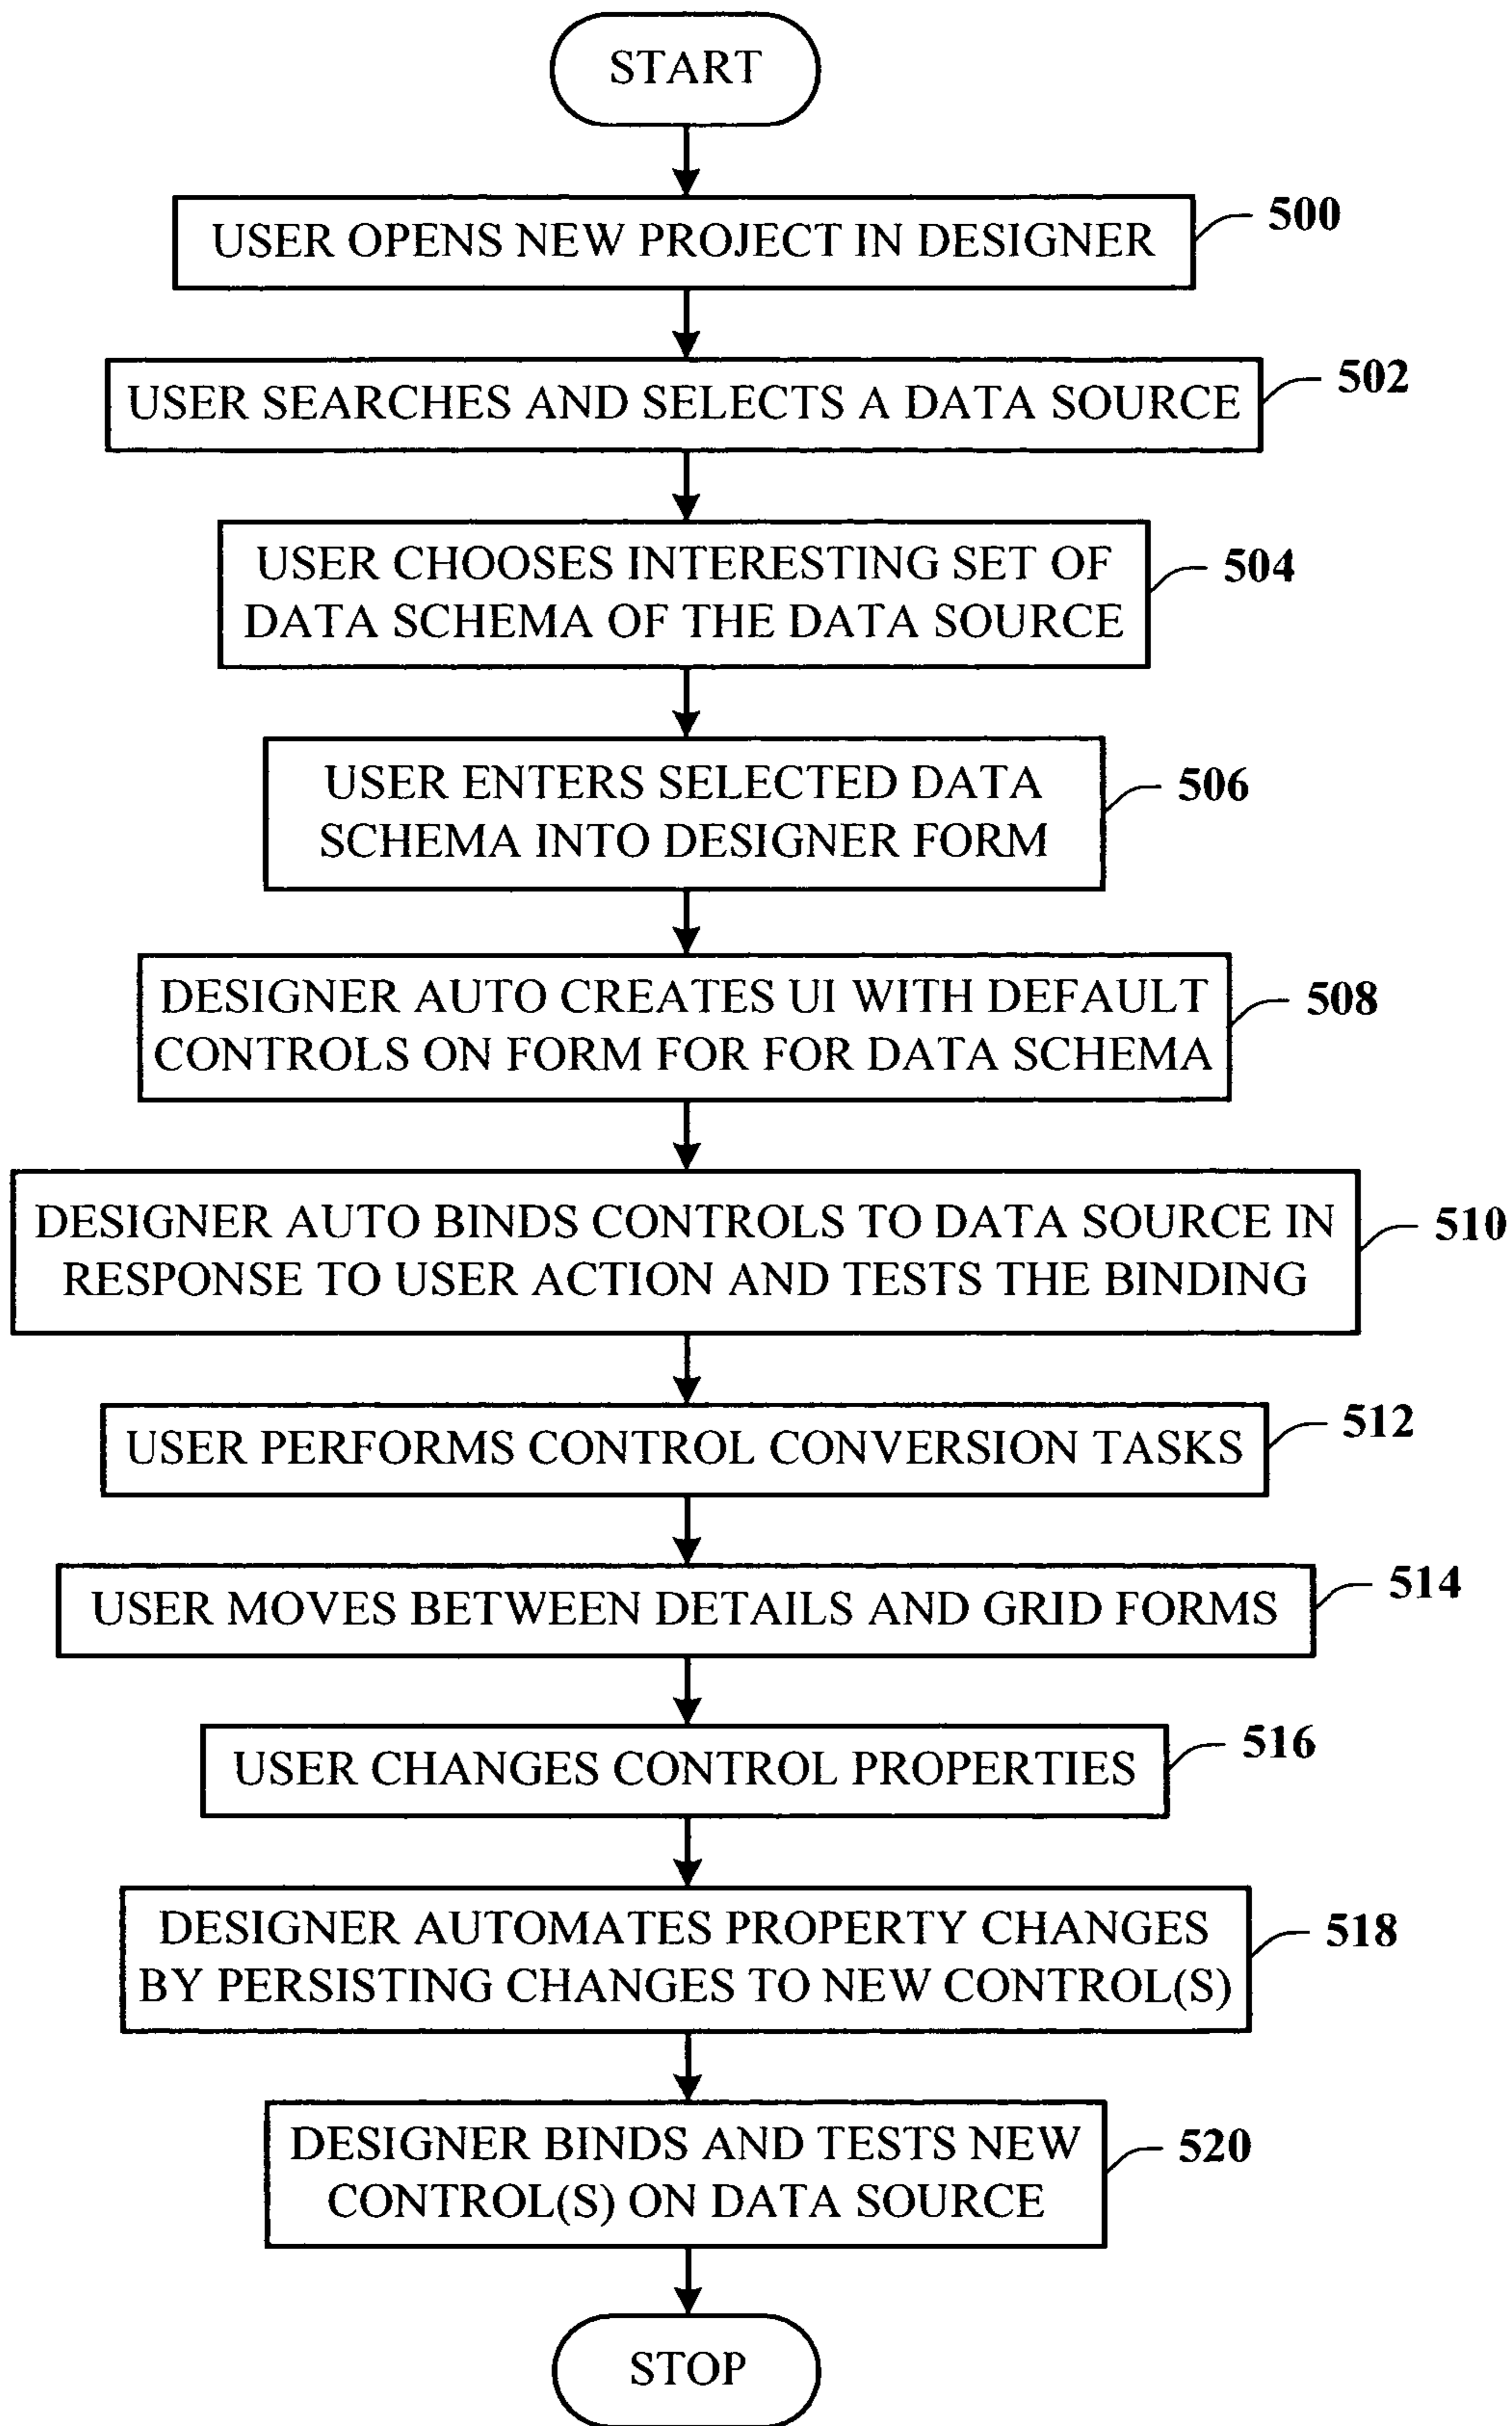 START
USER OPENS NEW PROJECT IN DESIGNER
500
USER SEARCHES AND SELECTS A DATA SOURCE
502
USER CHOOSES INTERESTING SET OF
DATA SCHEMA OF THE DATA SOURCE
504
USER ENTERS SELECTED DATA
SCHEMA INTO DESIGNER FORM
506
DESIGNER AUTO CREATES UI WITH DEFAULT
CONTROLS ON FORM FOR FOR DATA SCHEMA
508
DESIGNER AUTO BINDS CONTROLS TO DATA SOURCE IN
RESPONSE TO USER ACTION AND TESTS THE BINDING
510
USER PERFORMS CONTROL CONVERSION TASKS
512
USER MOVES BETWEEN DETAILS AND GRID FORMS
514
USER CHANGES CONTROL PROPERTIES
516
DESIGNER AUTOMATES PROPERTY CHANGES
BY PERSISTING CHANGES TO NEW CONTROL(S)
518
DESIGNER BINDS AND TESTS NEW
CONTROL(S) ON DATA SOURCE
520
STOP